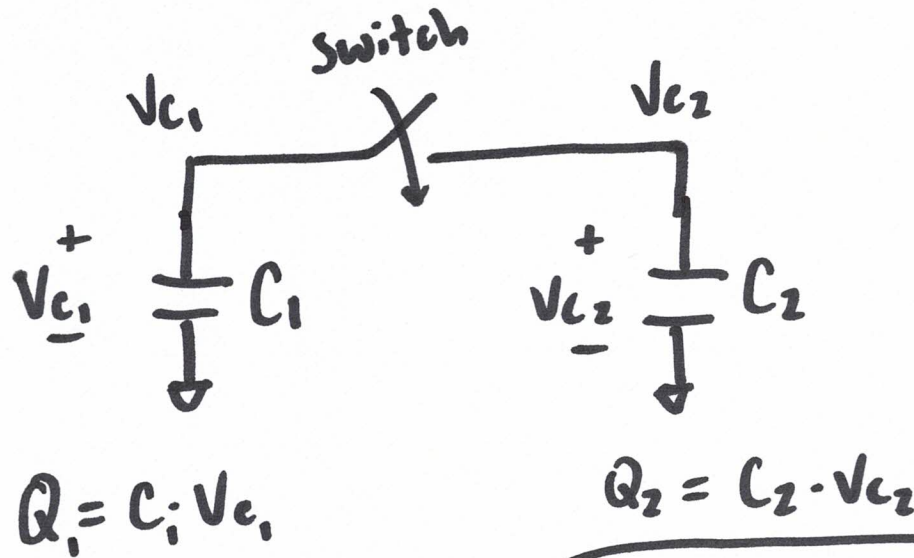 switch
Vc₁ Vc₂
+ +
Vc₁ C₁ Vc₂ C₂
- -
Q₁ = C₁ · Vc₁ Q₂ = C₂ · Vc₂